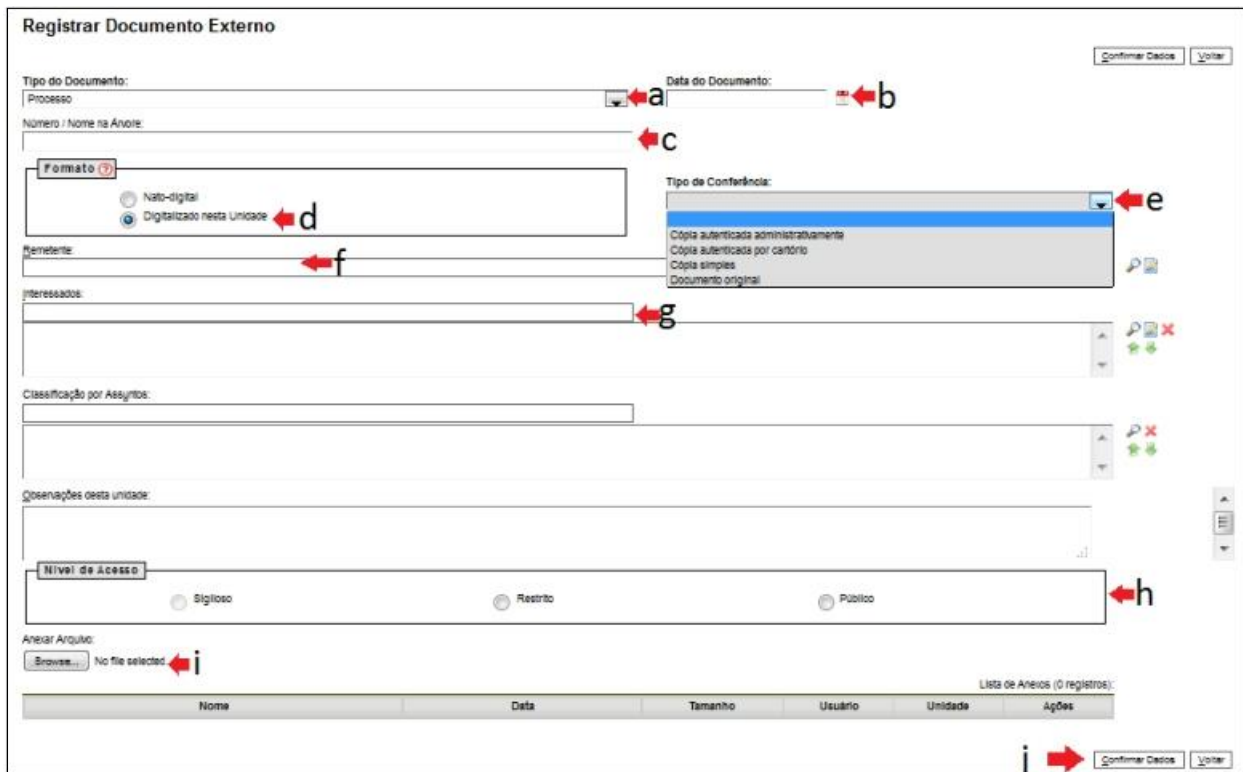 Registrar Documento Externo
Confirmar Dados Voltar
Tipo do Documento: Data do Documento:
Processo a b
Número / Nome na Árvore:
c
Formato ?
Nato-digital
Digitalizado nesta Unidade d
Tipo de Conferência:
e
Cópia autenticada administrativamente
Cópia autenticada por cartório
Cópia simples
Documento original
Remetente:
f
Interessados:
g
Classificação por Assuntos:
Observações desta unidade:
Nível de Acesso
Sigiloso Restrito Público h
Anexar Arquivo:
Browse... No file selected. i
Lista de Anexos (0 registros):
Nome Data Tamanho Usuário Unidade Ações
j Confirmar Dados Voltar